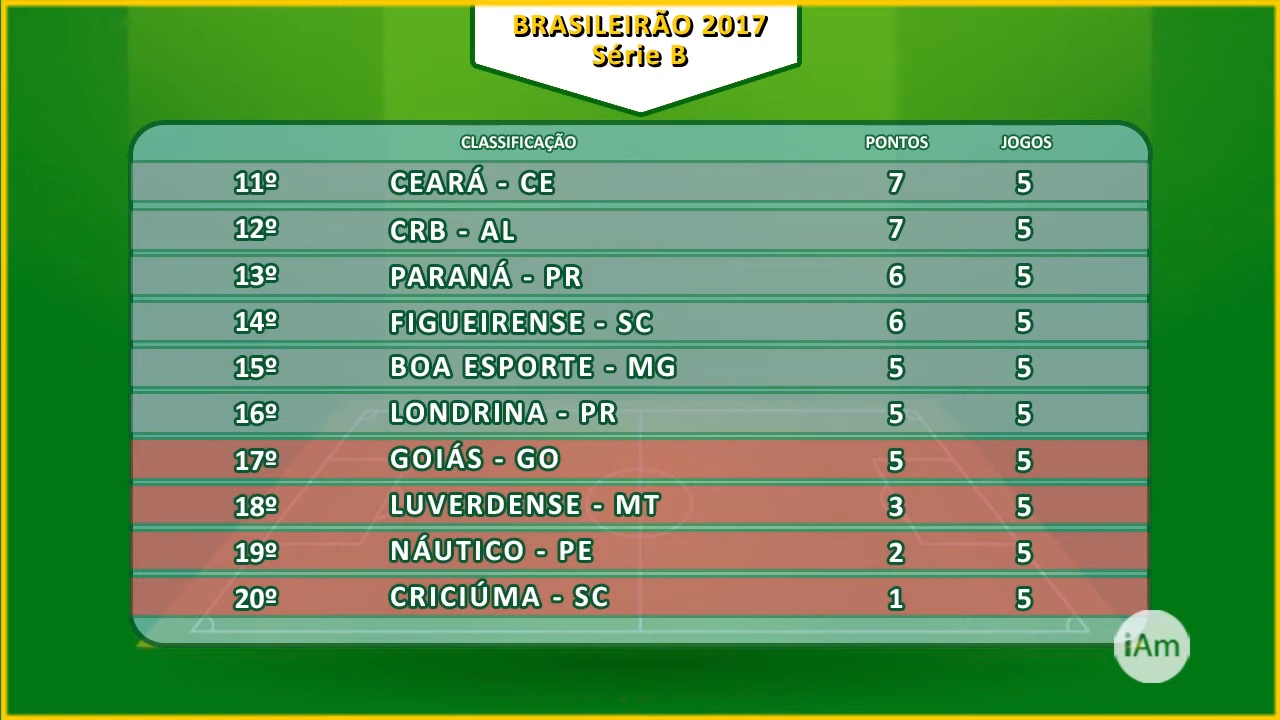 BRASILEIRÃO 2017
Série B
CLASSIFICAÇÃO PONTOS JOGOS
11º CEARÁ - CE 7 5
12º CRB - AL 7 5
13º PARANÁ - PR 6 5
14º FIGUEIRENSE - SC 6 5
15º BOA ESPORTE - MG 5 5
16º LONDRINA - PR 5 5
17º GOIÁS - GO 5 5
18º LUVERDENSE - MT 3 5
19º NÁUTICO - PE 2 5
20º CRICIÚMA - SC 1 5
iAm